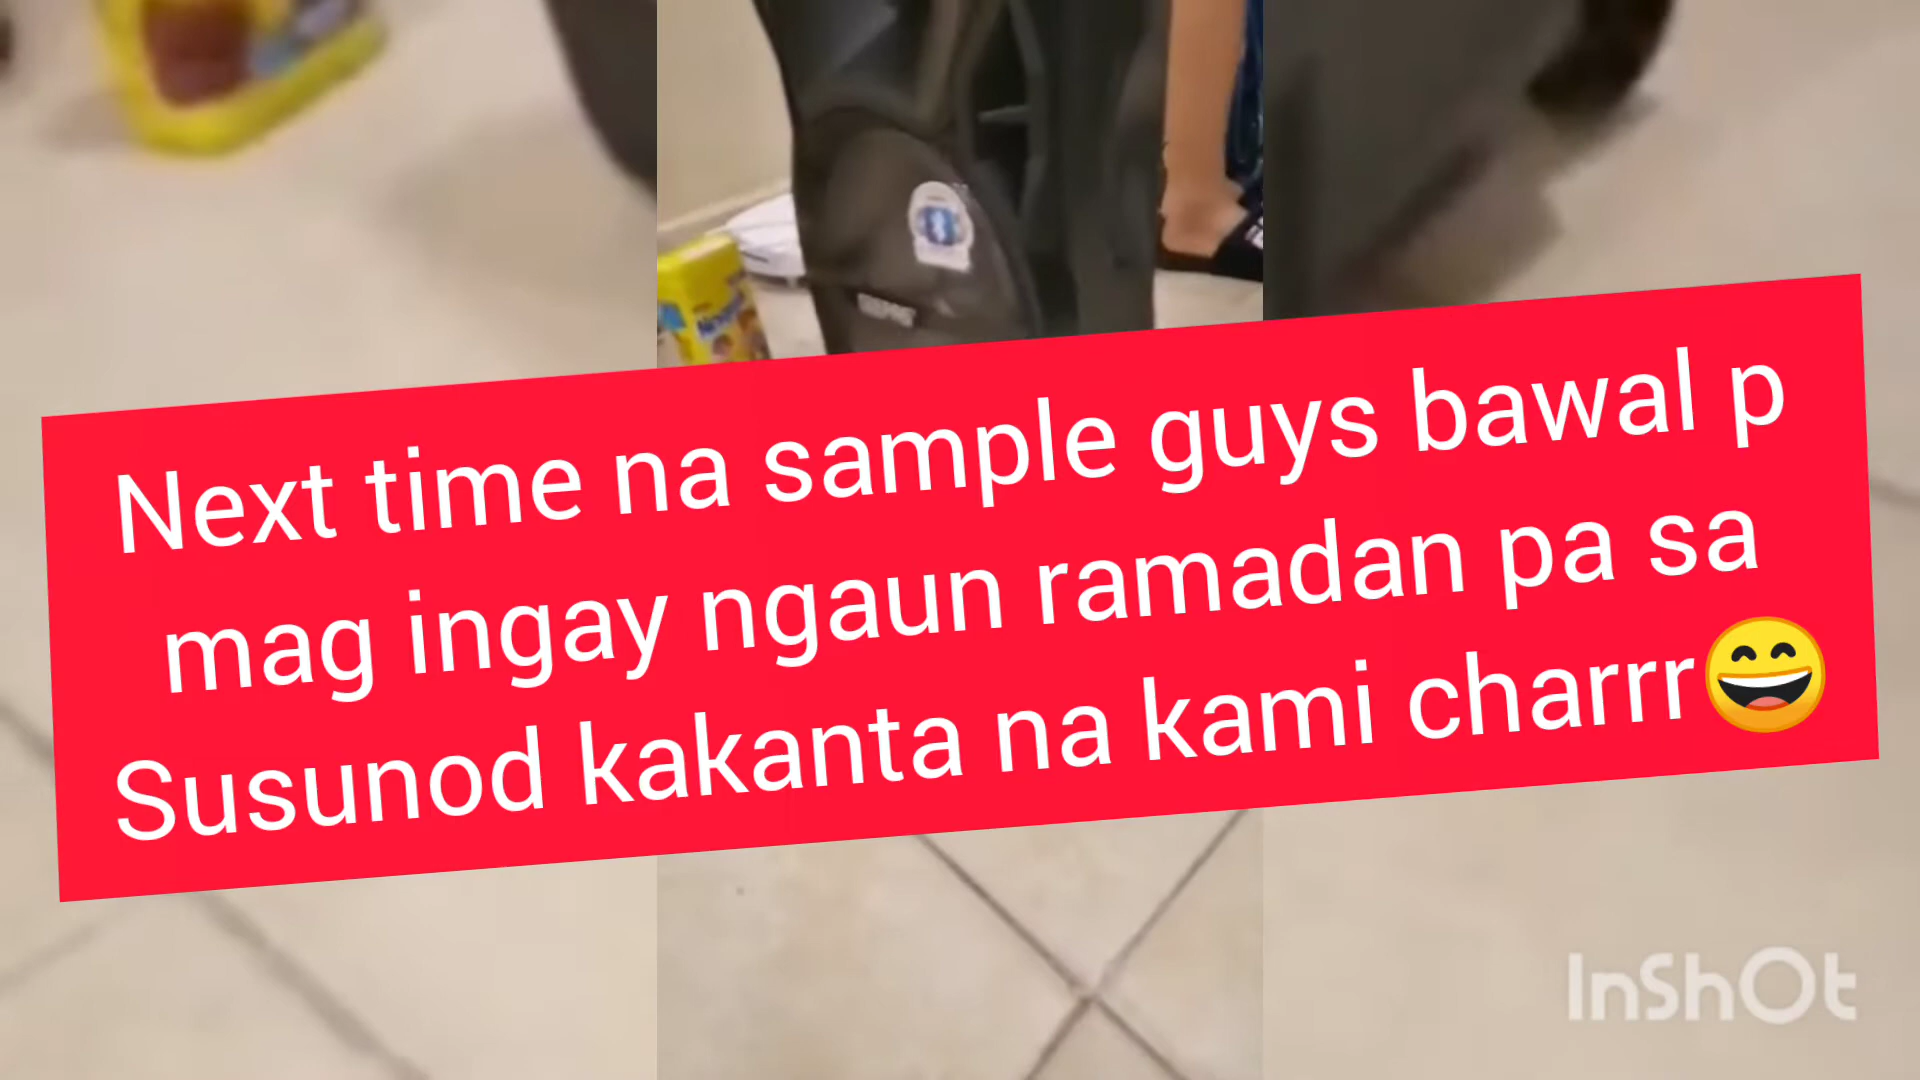 Next time na sample guys bawal p
mag ingay ngaun ramadan pa sa
Susunod kakanta na kami charrr😄
InShOt